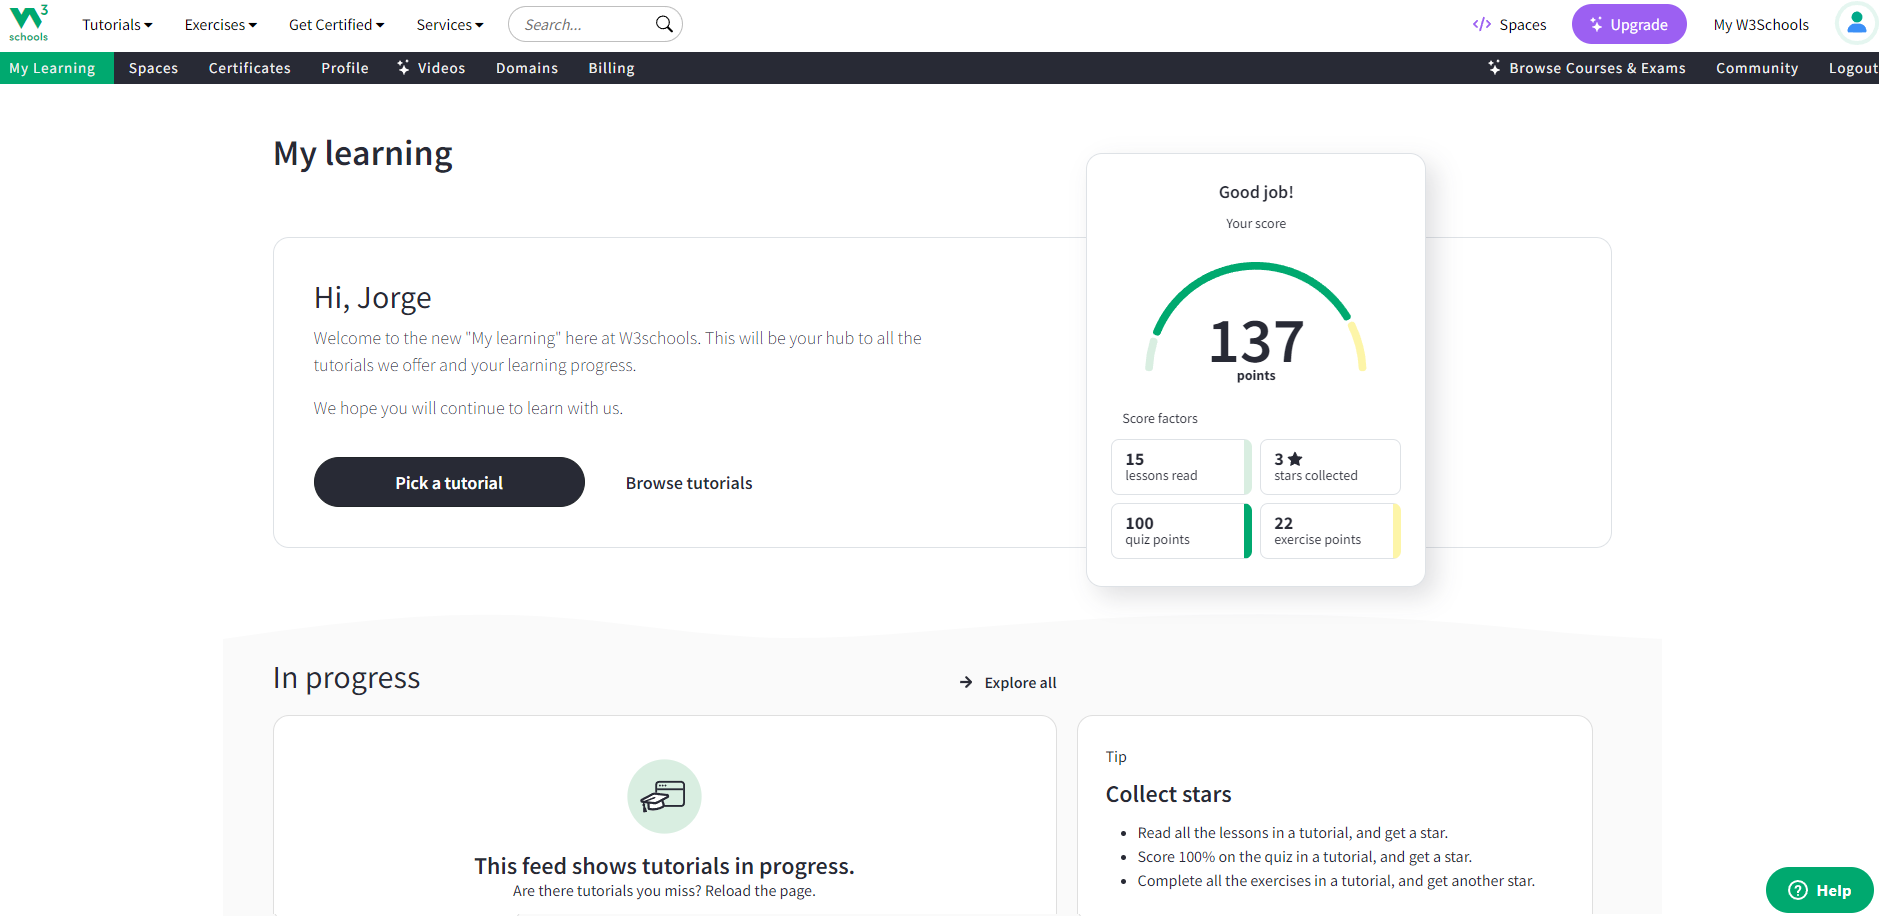 3
schools
Tutorials
Exercises
Get Certified
Services
Search...
</> Spaces
Upgrade
My W3Schools
My Learning
Spaces
Certificates
Profile
Videos
Domains
Billing
Browse Courses & Exams
Community
Logout
My learning
Hi, Jorge
Welcome to the new "My learning" here at W3schools. This will be your hub to all the
tutorials we offer and your learning progress.
We hope you will continue to learn with us.
Pick a tutorial
Browse tutorials
Good job!
Your score
137
points
Score factors
15
lessons read
3
stars collected
100
quiz points
22
exercise points
In progress
Explore all
This feed shows tutorials in progress.
Are there tutorials you miss? Reload the page.
Tip
Collect stars
Read all the lessons in a tutorial, and get a star.
Score 100% on the quiz in a tutorial, and get a star.
Complete all the exercises in a tutorial, and get another star.
Help